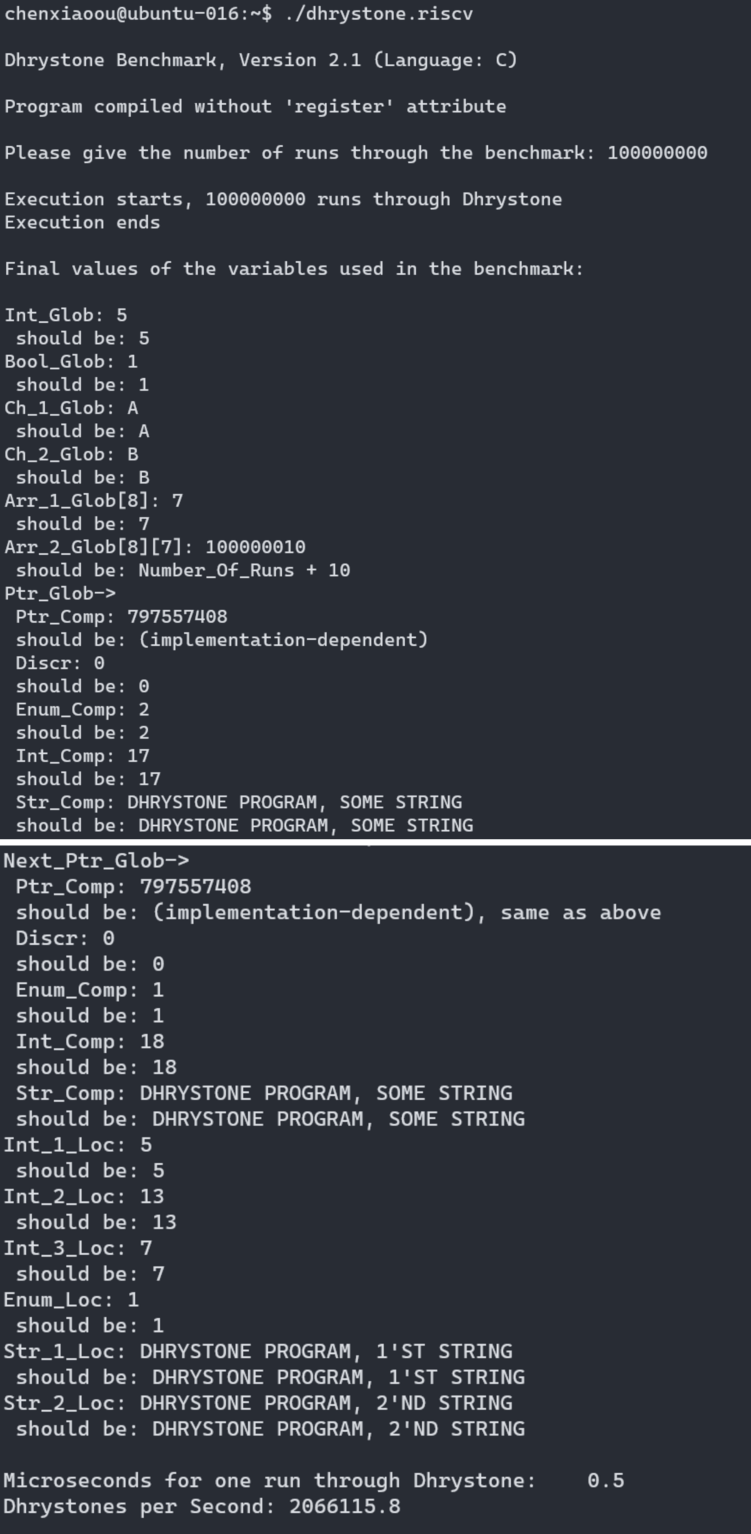 chenxiaoou@ubuntu-016:~$ ./dhrystone.riscv
Dhrystone Benchmark, Version 2.1 (Language: C)
Program compiled without 'register' attribute
Please give the number of runs through the benchmark: 100000000
Execution starts, 100000000 runs through Dhrystone
Execution ends
Final values of the variables used in the benchmark:
Int_Glob: 5
should be: 5
Bool_Glob: 1
should be: 1
Ch_1_Glob: A
should be: A
Ch_2_Glob: B
should be: B
Arr_1_Glob[8]: 7
should be: 7
Arr_2_Glob[8][7]: 100000010
should be: Number_Of_Runs + 10
Ptr_Glob->
Ptr_Comp: 797557408
should be: (implementation-dependent)
Discr: 0
should be: 0
Enum_Comp: 2
should be: 2
Int_Comp: 17
should be: 17
Str_Comp: DHRYSTONE PROGRAM, SOME STRING
should be: DHRYSTONE PROGRAM, SOME STRING
Next_Ptr_Glob->
Ptr_Comp: 797557408
should be: (implementation-dependent), same as above
Discr: 0
should be: 0
Enum_Comp: 1
should be: 1
Int_Comp: 18
should be: 18
Str_Comp: DHRYSTONE PROGRAM, SOME STRING
should be: DHRYSTONE PROGRAM, SOME STRING
Int_1_Loc: 5
should be: 5
Int_2_Loc: 13
should be: 13
Int_3_Loc: 7
should be: 7
Enum_Loc: 1
should be: 1
Str_1_Loc: DHRYSTONE PROGRAM, 1'ST STRING
should be: DHRYSTONE PROGRAM, 1'ST STRING
Str_2_Loc: DHRYSTONE PROGRAM, 2'ND STRING
should be: DHRYSTONE PROGRAM, 2'ND STRING
Microseconds for one run through Dhrystone: 0.5
Dhrystones per Second: 2066115.8